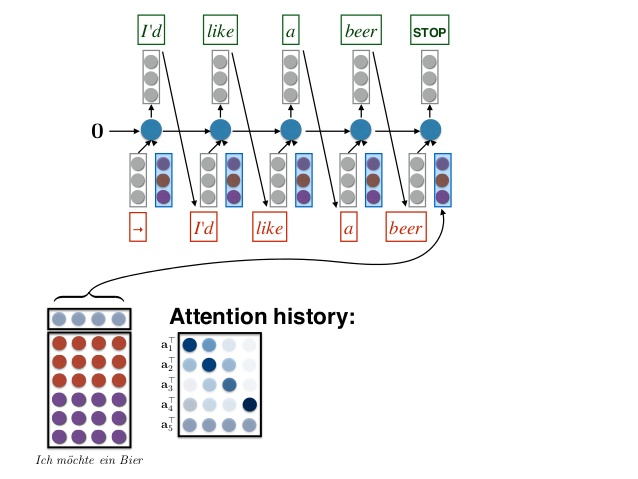 I'd like a beer STOP
0
→ I'd like a beer
Attention history:
a₁⊤
a₂⊤
a₃⊤
a₄⊤
a₅⊤
Ich möchte ein Bier